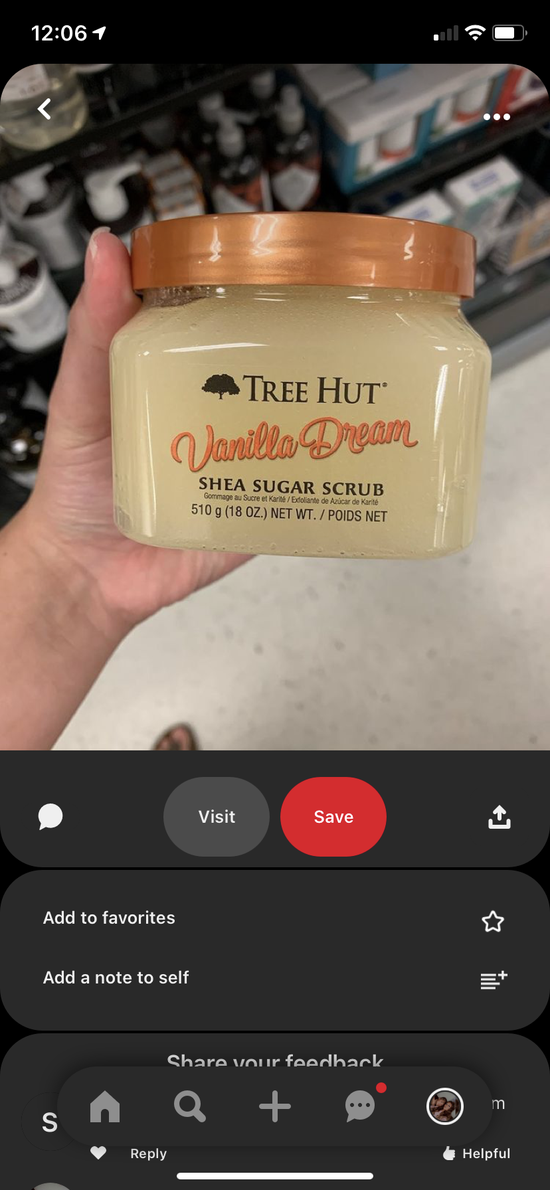 12:06
TREE HUT®
Vanilla Dream
SHEA SUGAR SCRUB
Gommage au Sucre et Karité / Exfoliante de Azúcar de Karité
510 g (18 OZ.) NET WT. / POIDS NET
Visit
Save
Add to favorites
Add a note to self
Share your feedback
S
m
Reply
Helpful